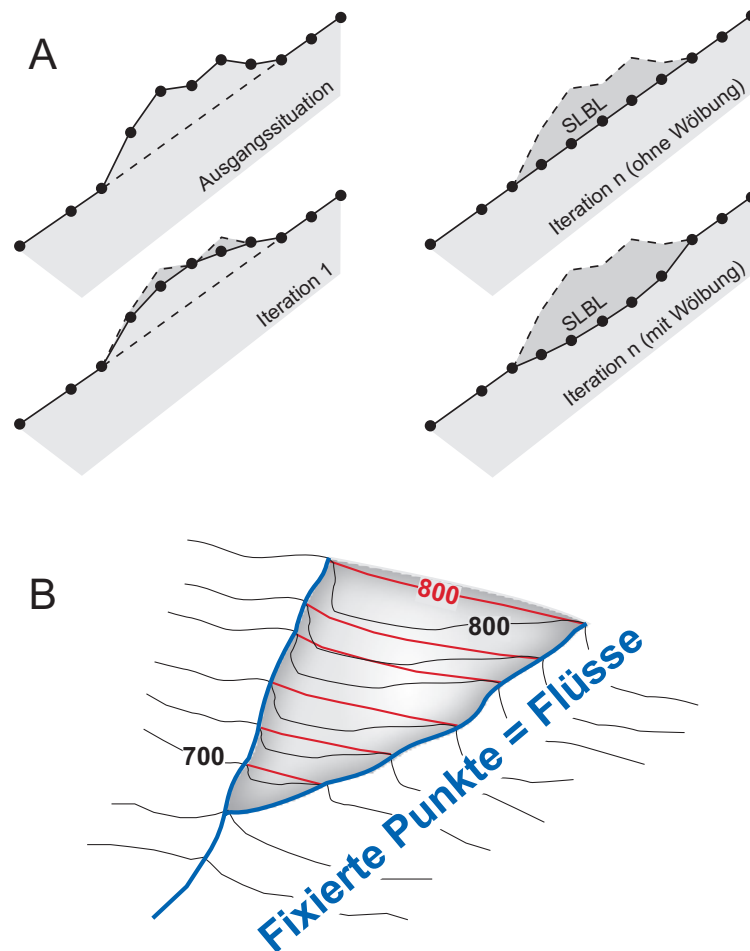 A
Ausgangssituation
Iteration 1
SLBL
Iteration n (ohne Wölbung)
SLBL
Iteration n (mit Wölbung)
B
800
800
700
Fixierte Punkte = Flüsse